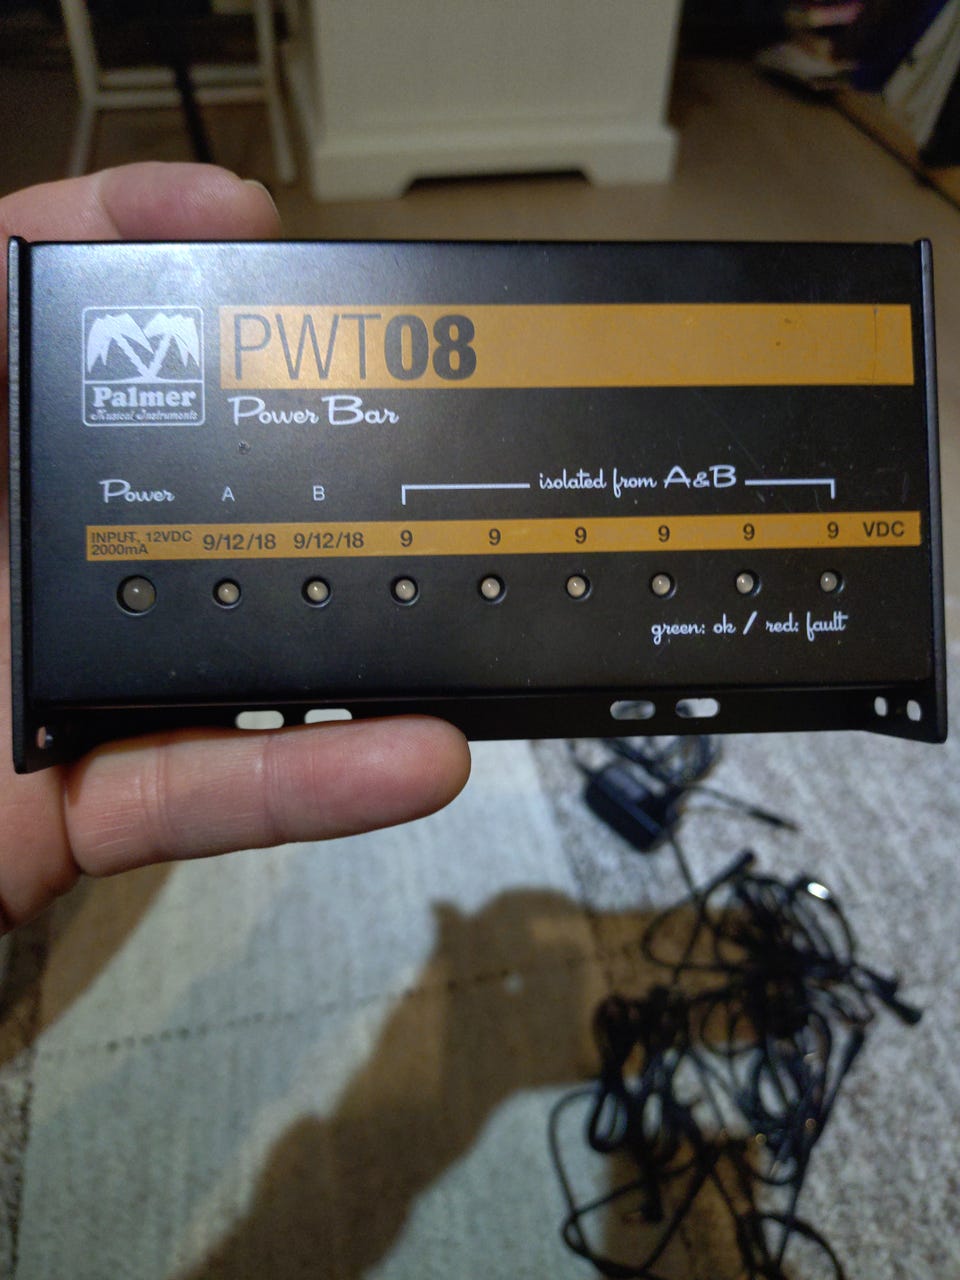 PWT08
Palmer
Musical Instruments
Power Bar
Power A B isolated from A&B
INPUT, 12VDC
2000mA
9/12/18 9/12/18 9 9 9 9 9 9 VDC
green: ok / red: fault